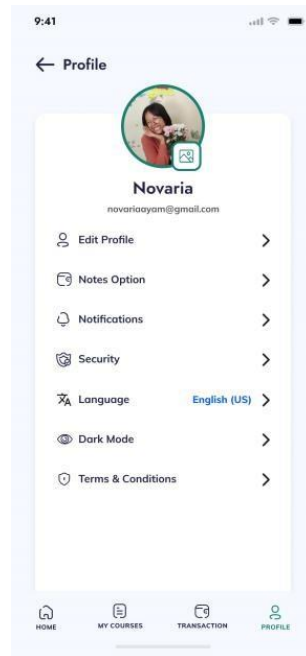 9:41
Profile
Novaria
novariaayam@gmail.com
Edit Profile
Notes Option
Notifications
Security
Language English (US)
Dark Mode
Terms & Conditions
HOME MY COURSES TRANSACTION PROFILE